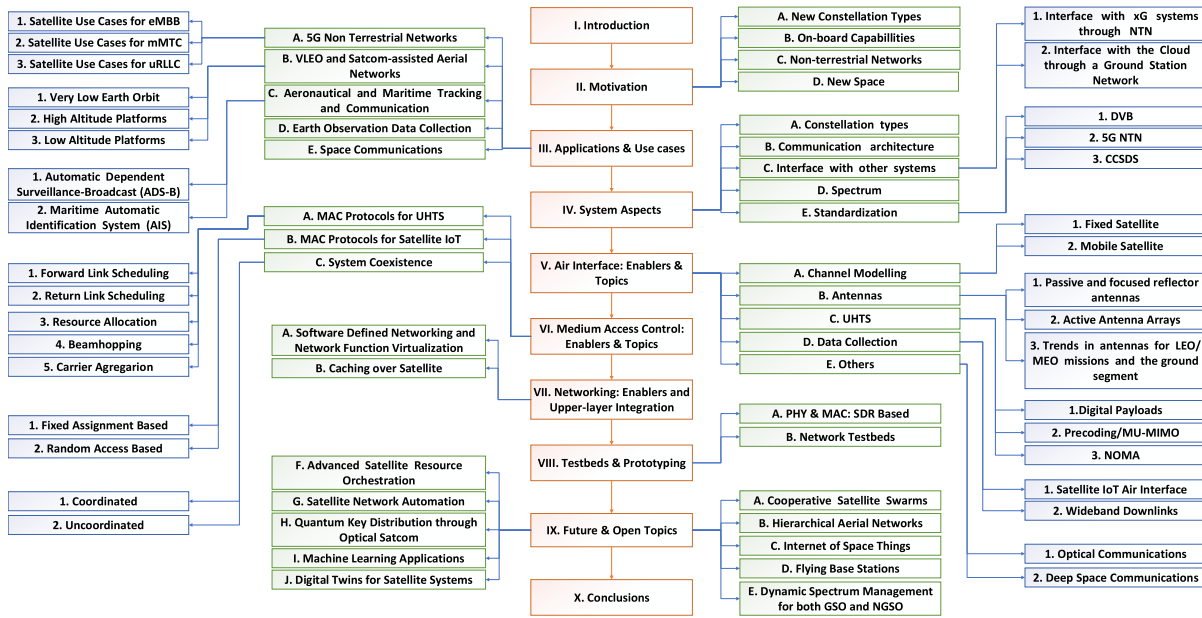 I. Introduction
II. Motivation
III. Applications & Use cases
IV. System Aspects
V. Air Interface: Enablers &
Topics
VI. Medium Access Control:
Enablers & Topics
VII. Networking: Enablers and
Upper-layer Integration
VIII. Testbeds & Prototyping
IX. Future & Open Topics
X. Conclusions
A. New Constellation Types
B. On-board Capabillities
C. Non-terrestrial Networks
D. New Space
A. 5G Non Terrestrial Networks
B. VLEO and Satcom-assisted Aerial
Networks
C. Aeronautical and Maritime Tracking
and Communication
D. Earth Observation Data Collection
E. Space Communications
1. Satellite Use Cases for eMBB
2. Satellite Use Cases for mMTC
3. Satellite Use Cases for uRLLC
1. Very Low Earth Orbit
2. High Altitude Platforms
3. Low Altitude Platforms
1. Automatic Dependent
Surveillance-Broadcast (ADS-B)
2. Maritime Automatic
Identification System (AIS)
A. Constellation types
B. Communication architecture
C. Interface with other systems
D. Spectrum
E. Standardization
1. Interface with xG systems
through NTN
2. Interface with the Cloud
through a Ground Station
Network
1. DVB
2. 5G NTN
3. CCSDS
A. Channel Modelling
B. Antennas
C. UHTS
D. Data Collection
E. Others
1. Fixed Satellite
2. Mobile Satellite
1. Passive and focused reflector
antennas
2. Active Antenna Arrays
3. Trends in antennas for LEO/
MEO missions and the ground
segment
1.Digital Payloads
2. Precoding/MU-MIMO
3. NOMA
1. Satellite IoT Air Interface
2. Wideband Downlinks
1. Optical Communications
2. Deep Space Communications
A. MAC Protocols for UHTS
B. MAC Protocols for Satellite IoT
C. System Coexistence
1. Forward Link Scheduling
2. Return Link Scheduling
3. Resource Allocation
4. Beamhopping
5. Carrier Agregarion
1. Fixed Assignment Based
2. Random Access Based
1. Coordinated
2. Uncoordinated
A. Software Defined Networking and
Network Function Virtualization
B. Caching over Satellite
A. PHY & MAC: SDR Based
B. Network Testbeds
A. Cooperative Satellite Swarms
B. Hierarchical Aerial Networks
C. Internet of Space Things
D. Flying Base Stations
E. Dynamic Spectrum Management
for both GSO and NGSO
F. Advanced Satellite Resource
Orchestration
G. Satellite Network Automation
H. Quantum Key Distribution through
Optical Satcom
I. Machine Learning Applications
J. Digital Twins for Satellite Systems